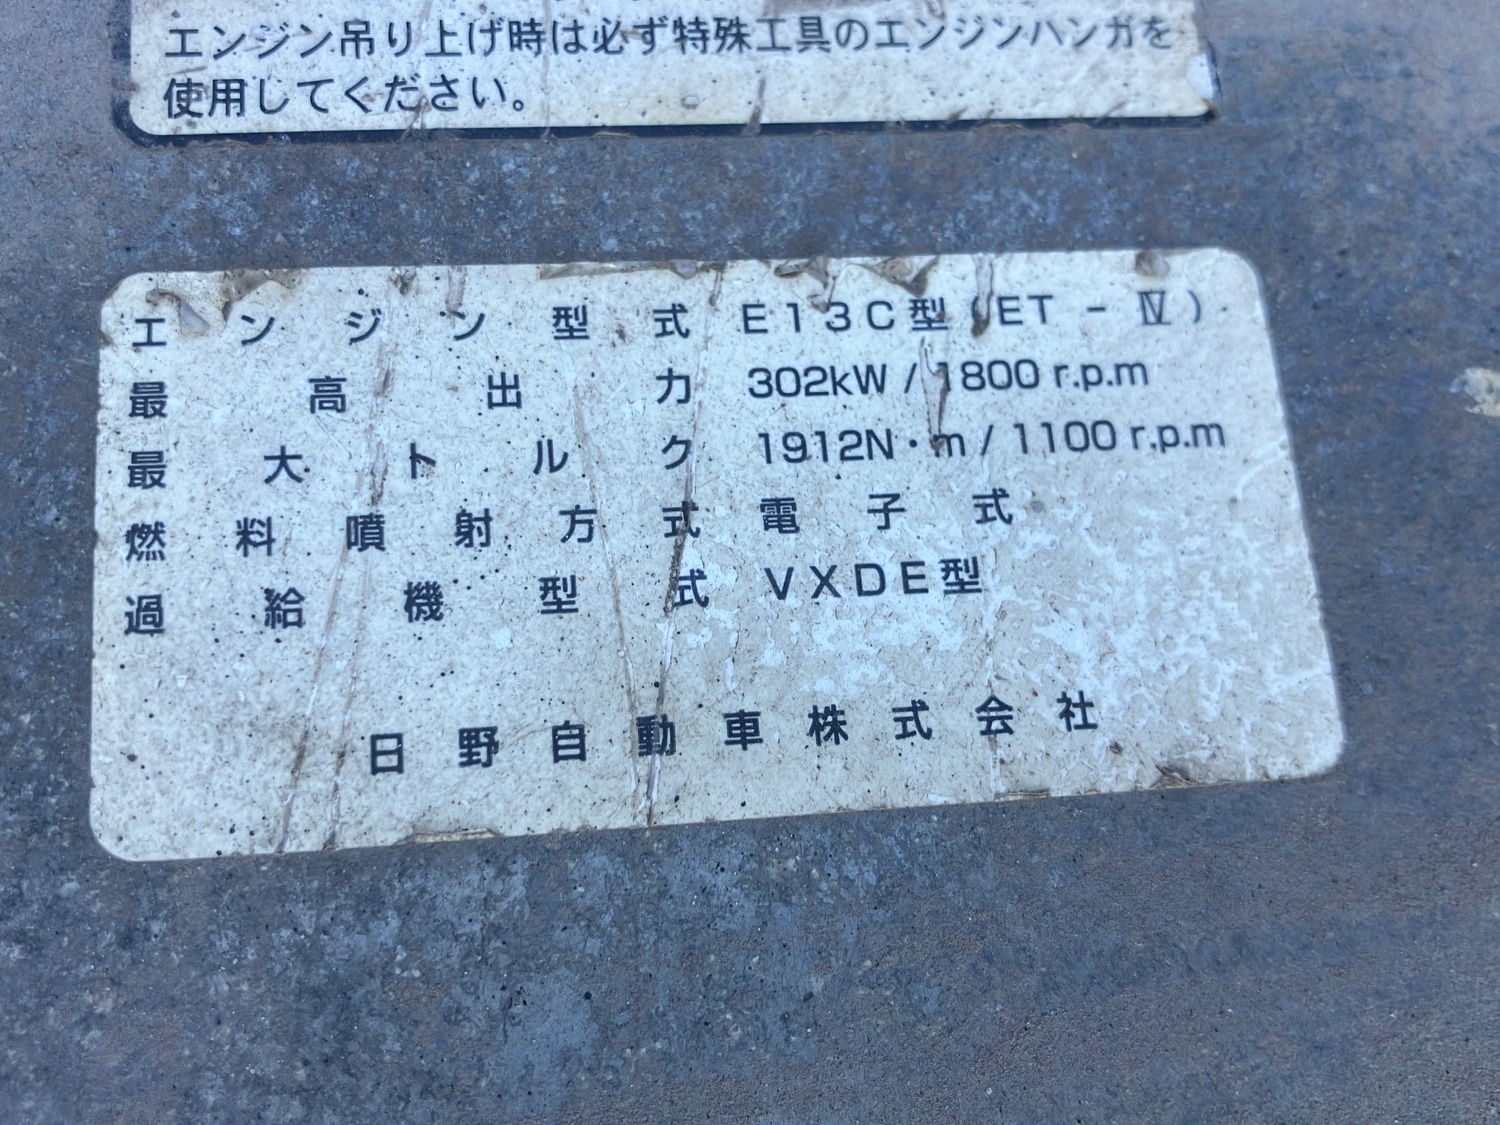 エンジン吊り上げ時は必ず特殊工具のエンジンハンガを
使用してください。
エンジン型式 E13C型(ET-Ⅳ)
最高出力 302kW/1800 r.p.m
最大トルク 1912N・m/1100 r.p.m
燃料噴射方式 電子式
過給機型式 VXDE型
日野自動車株式会社